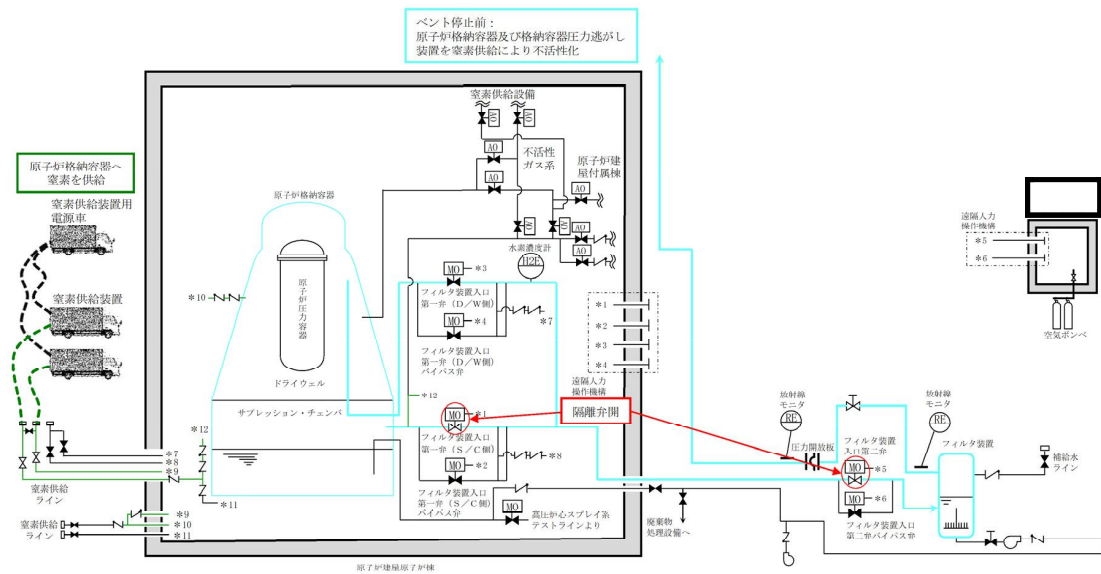 ベント停止前：
原子炉格納容器及び格納容器圧力逃がし
装置を窒素供給により不活性化
原子炉格納容器へ
窒素を供給
窒素供給装置用
電源車
窒素供給装置
窒素供給設備
AO
AO
AO
AO
不活性
ガス系
原子炉建
屋付属棟
AO
AO
AO
AO
AO
原子炉格納容器
原子炉圧力容器
ドライウェル
サプレッション・チェンバ
水素濃度計
H2E
MO
*3
フィルタ装置入口
第一弁（D／W側）
MO
*4
*7
フィルタ装置入口
第一弁（D／W側）
バイパス弁
*10
*12
MO
*1
フィルタ装置入口
第一弁（S／C側）
MO
*2
*8
フィルタ装置入口
第一弁（S／C側）
バイパス弁
MO
高圧炉心スプレイ系
テストラインより
*1
*2
*3
*4
遠隔人力
操作機構
隔離弁開
*12
*7
*8
*9
*11
窒素供給
ライン
*9
*10
*11
窒素供給
ライン
原子炉建屋原子炉棟
廃棄物
処理設備へ
放射線
モニタ
RE
圧力開放板
フィルタ装置
入口第二弁
MO
*5
MO
*6
フィルタ装置入口
第二弁バイパス弁
放射線
モニタ
RE
フィルタ装置
補給水
ライン
遠隔人力
操作機構
*5
*6
空気ボンベ